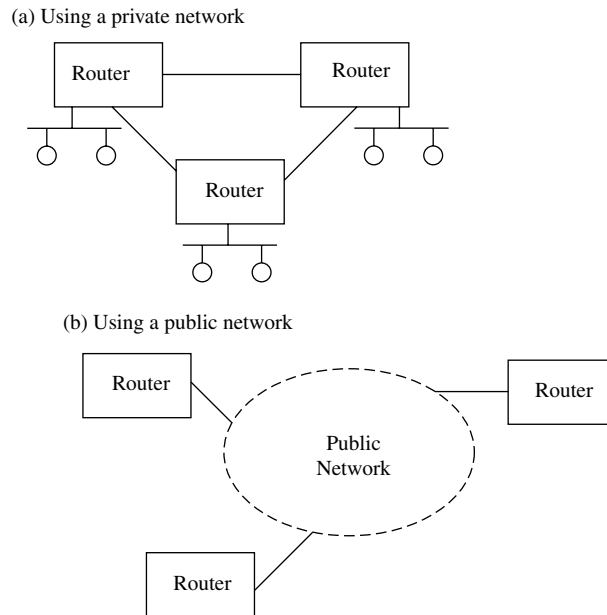 (a) Using a private network
Router
Router
Router
(b) Using a public network
Router
Router
Public
Network
Router